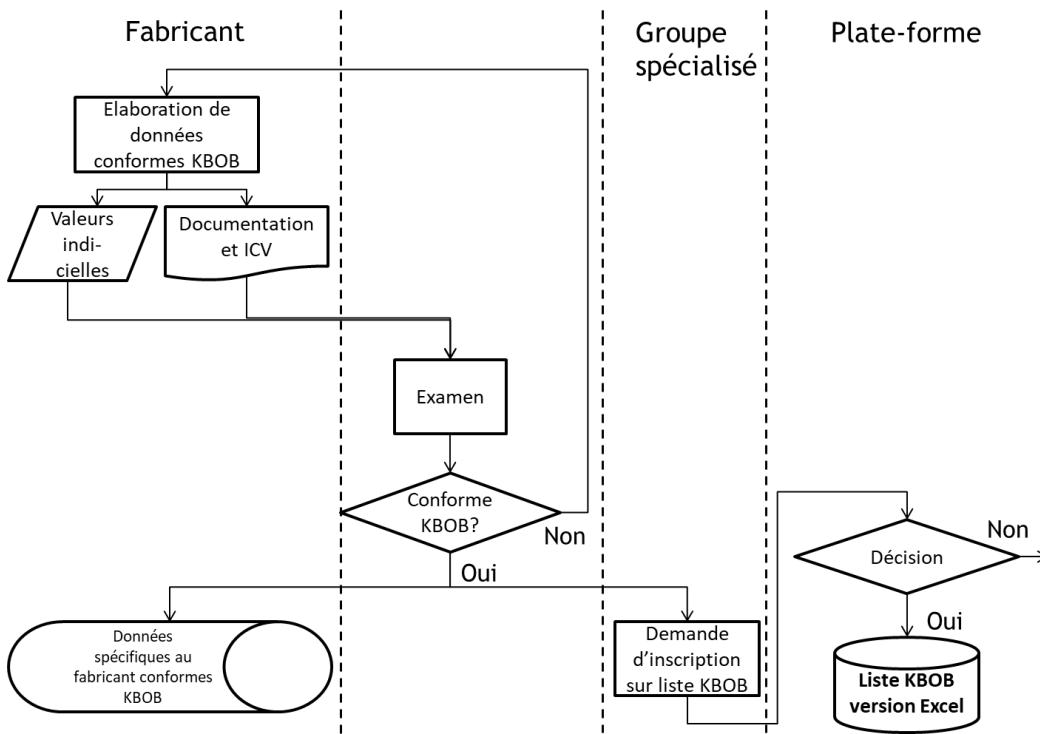 Fabricant
Groupe
spécialisé
Plate-forme
Elaboration de
données
conformes KBOB
Valeurs
indi-
cielles
Documentation
et ICV
Examen
Conforme
KBOB?
Non
Oui
Décision
Non
Oui
Données
spécifiques au
fabricant conformes
KBOB
Demande
d'inscription
sur liste KBOB
Liste KBOB
version Excel